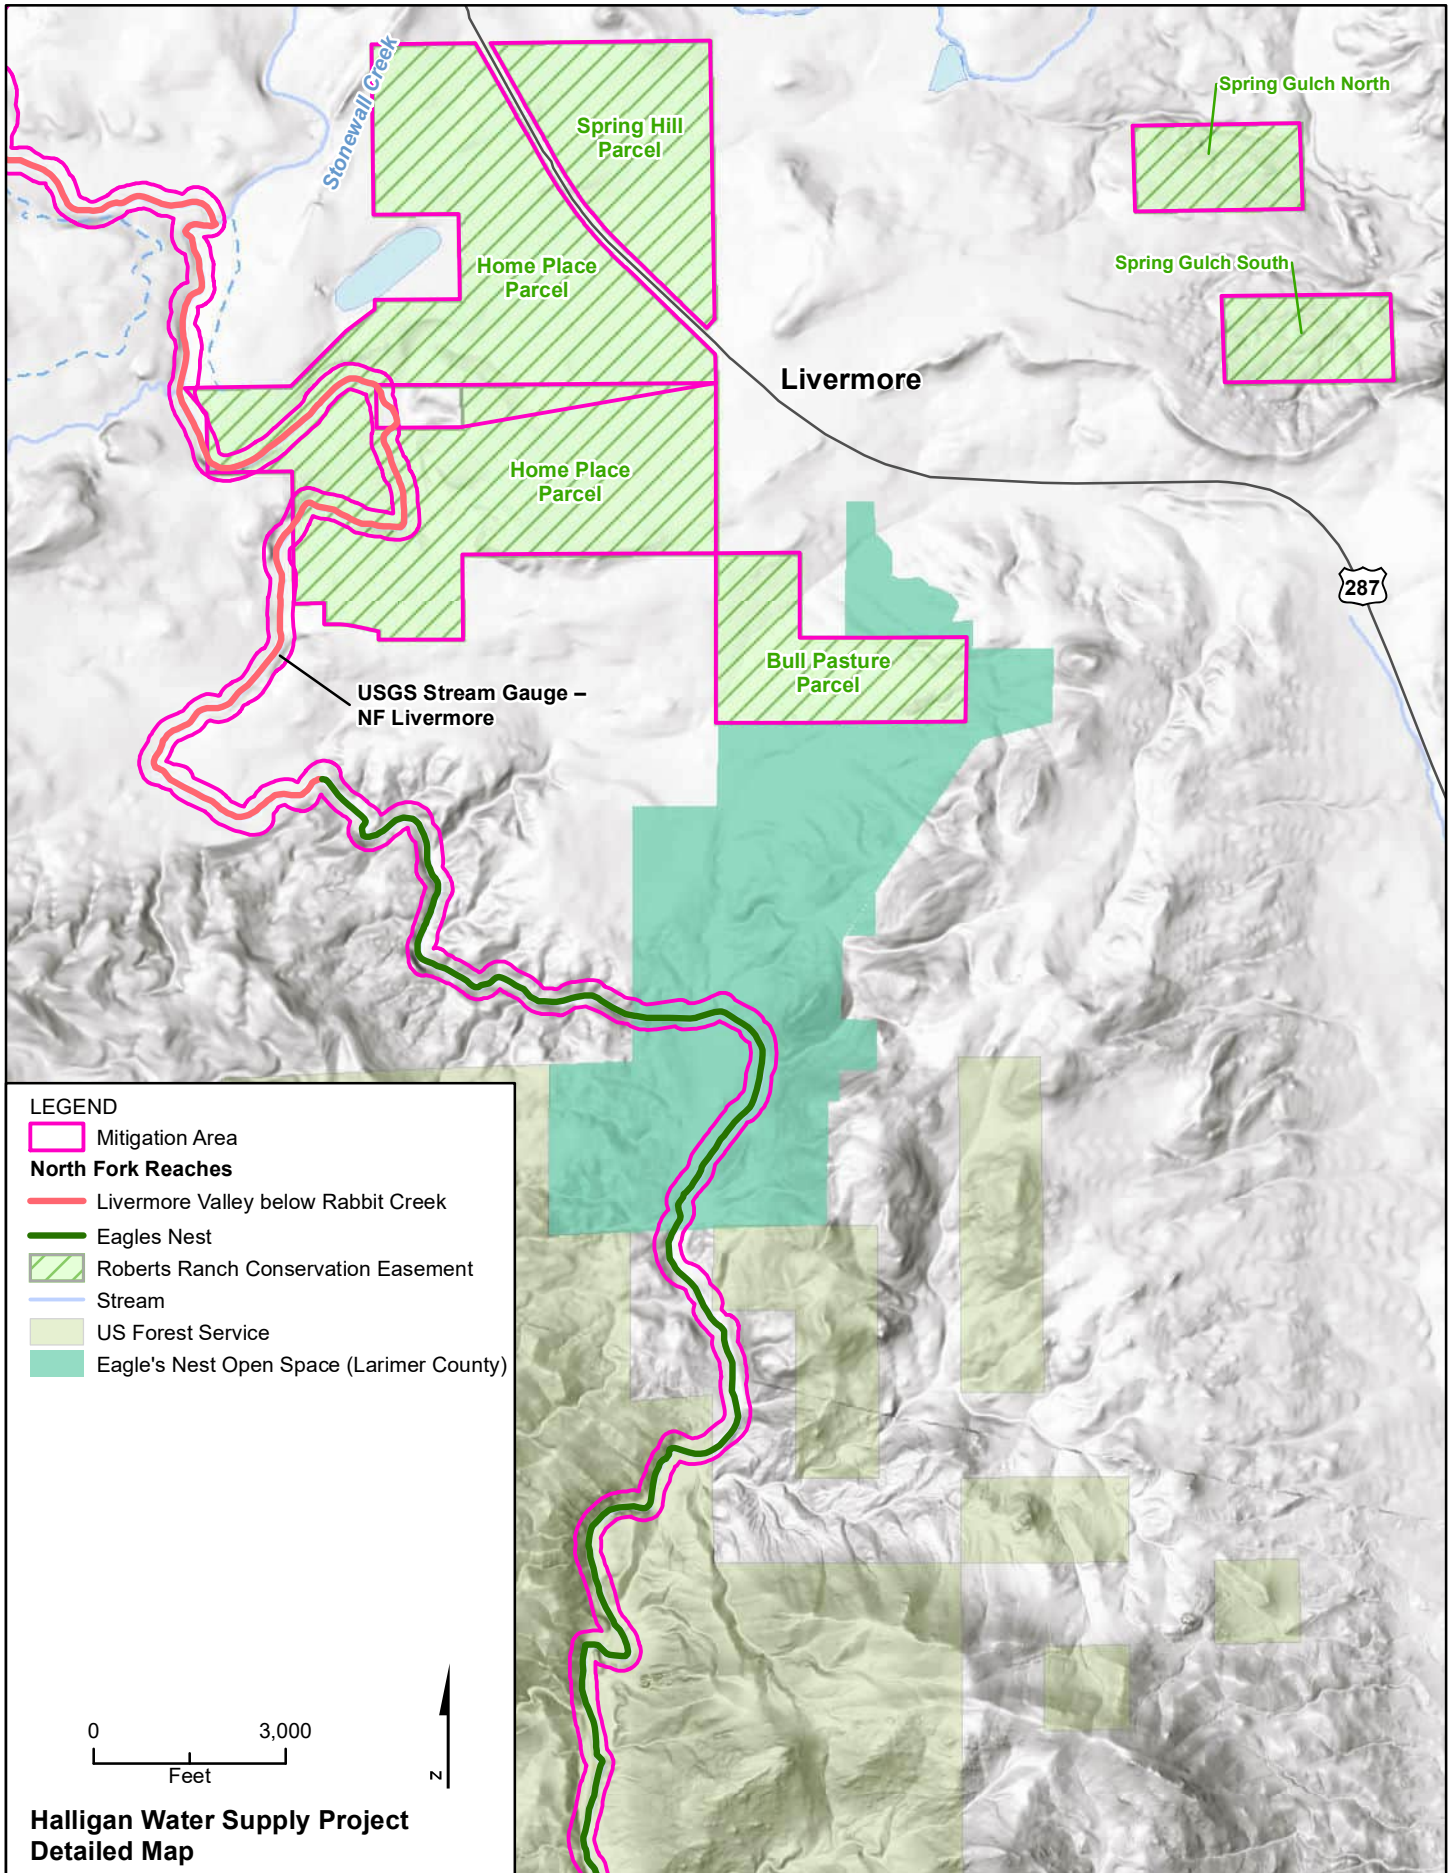 Stonewall Creek
Spring Hill
Parcel
Spring Gulch North
Home Place
Parcel
Spring Gulch South
Livermore
Home Place
Parcel
287
Bull Pasture
Parcel
USGS Stream Gauge –
NF Livermore
LEGEND
Mitigation Area
North Fork Reaches
Livermore Valley below Rabbit Creek
Eagles Nest
Roberts Ranch Conservation Easement
Stream
US Forest Service
Eagle's Nest Open Space (Larimer County)
0 3,000
Feet
N
Halligan Water Supply Project
Detailed Map